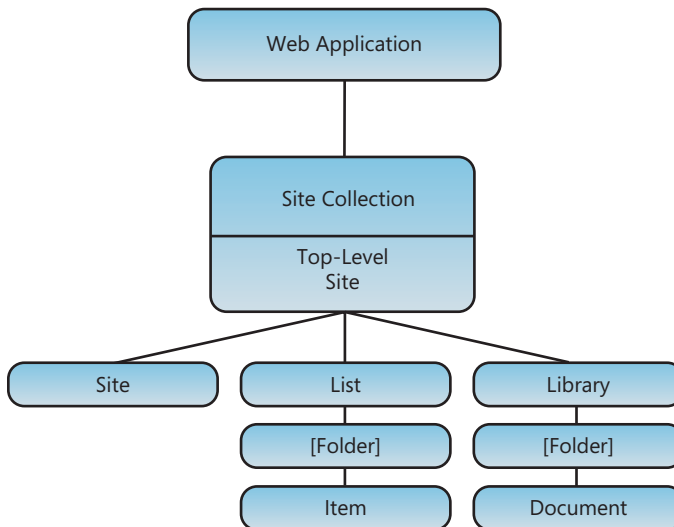 Web Application
Site Collection
Top-Level
Site
Site
List
Library
[Folder]
[Folder]
Item
Document